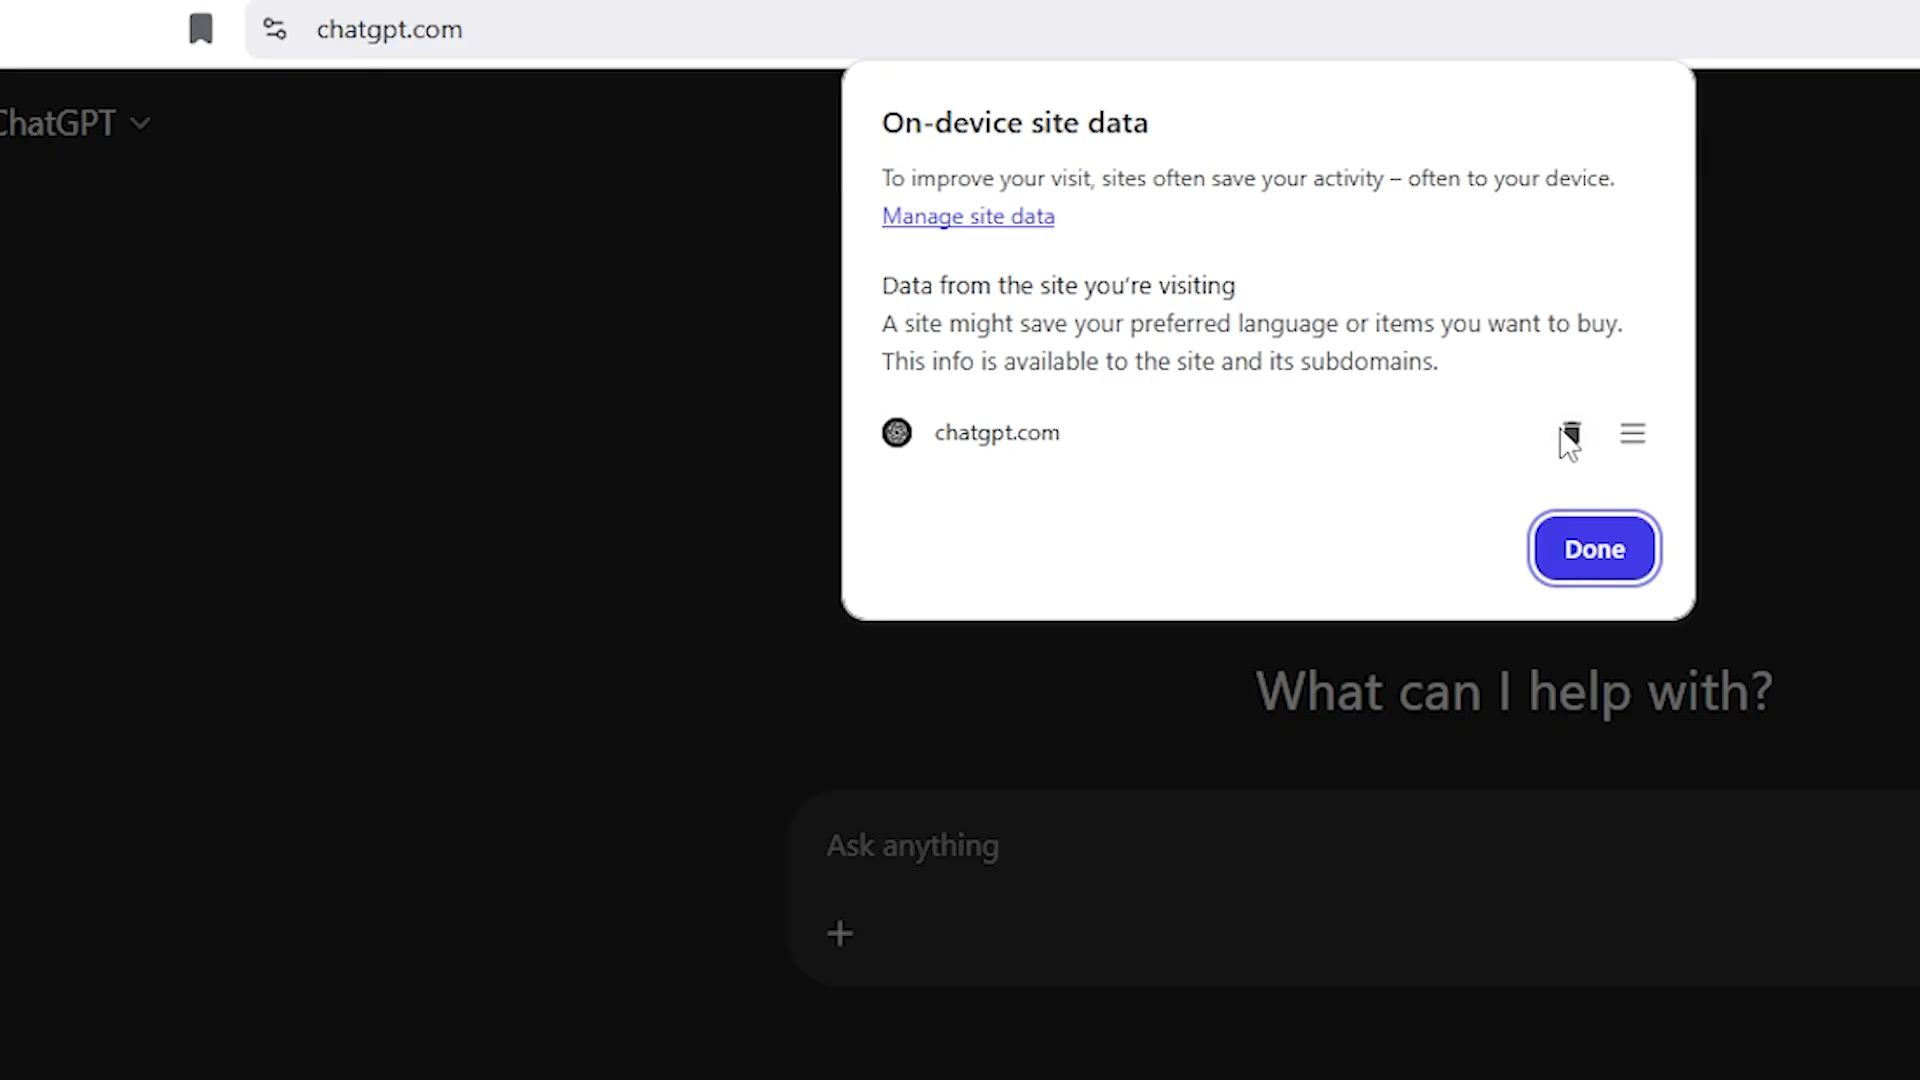 chatgpt.com
ChatGPT
On-device site data
To improve your visit, sites often save your activity – often to your device.
Manage site data
Data from the site you're visiting
A site might save your preferred language or items you want to buy.
This info is available to the site and its subdomains.
chatgpt.com
Done
What can I help with?
Ask anything